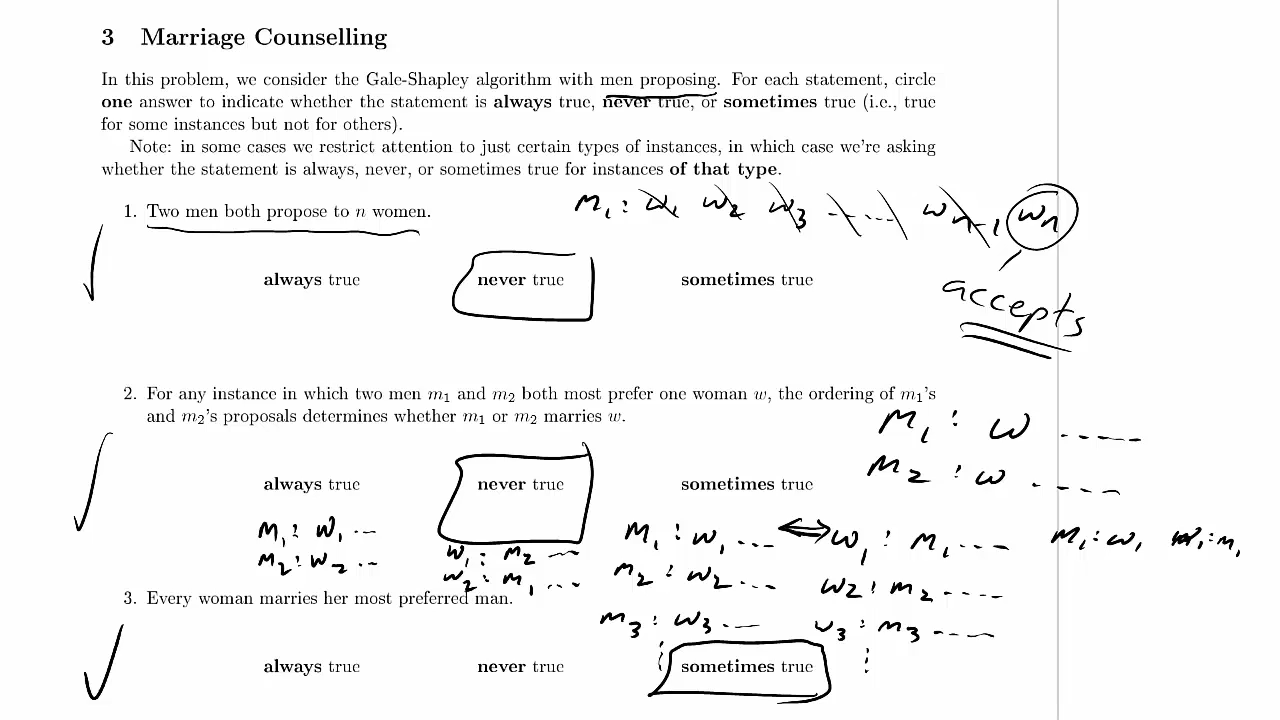 3 Marriage Counselling
In this problem, we consider the Gale-Shapley algorithm with men proposing. For each statement, circle
one answer to indicate whether the statement is always true, never true, or sometimes true (i.e., true
for some instances but not for others).
Note: in some cases we restrict attention to just certain types of instances, in which case we're asking
whether the statement is always, never, or sometimes true for instances of that type.
m₁ : w₁ w₂ w₃ ..... wₙ₋₁ wₙ
1. Two men both propose to n women.
always true never true sometimes true
accepts
2. For any instance in which two men m₁ and m₂ both most prefer one woman w, the ordering of m₁'s
and m₂'s proposals determines whether m₁ or m₂ marries w.
m₁ : w .....
m₂ : w ....
always true never true sometimes true
m₁ : w₁ ... w₁ : m₂ ... m₁ : w₁ ... ⟺ w₁ : m₁ ... m₁ : w₁ w₁ : m₁
m₂ : w₂ ... w₂ : m₁ ... m₂ : w₂ ... w₂ : m₂ ....
3. Every woman marries her most preferred man.
m₃ : w₃ ... w₃ : m₃ ....
always true never true sometimes true